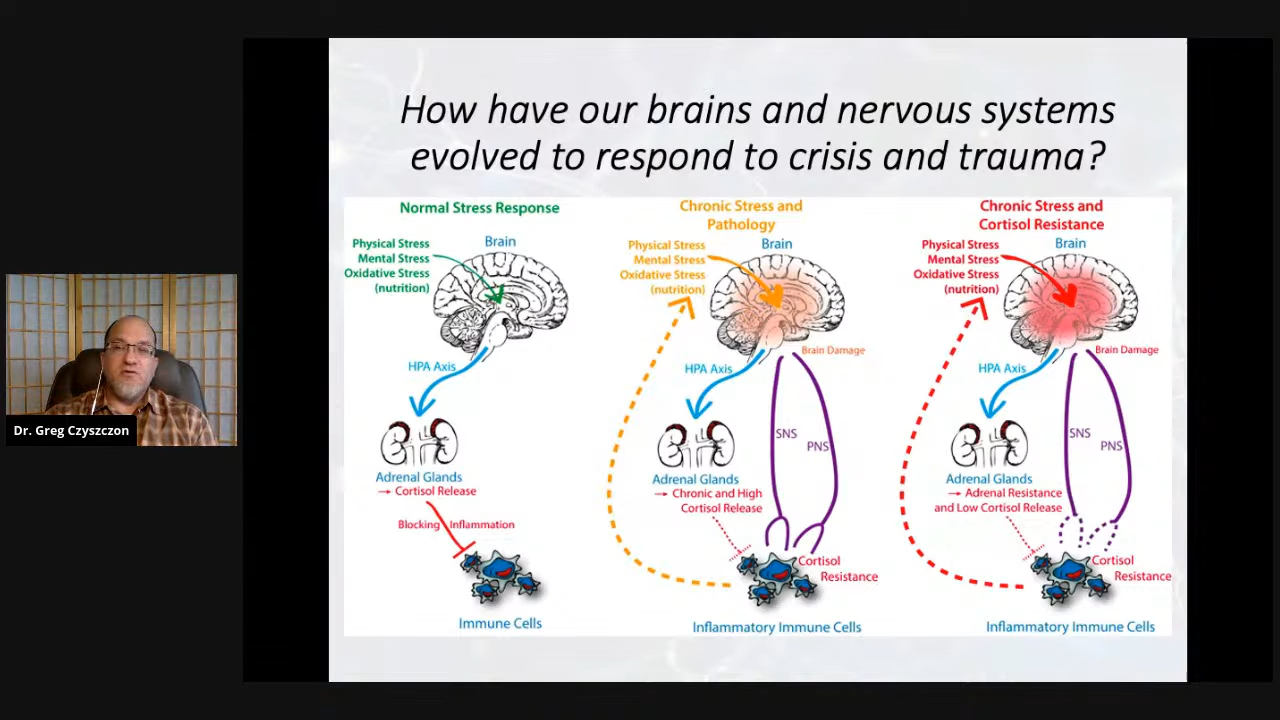 How have our brains and nervous systems
evolved to respond to crisis and trauma?
Normal Stress Response
Physical Stress
Mental Stress
Oxidative Stress
(nutrition)
Brain
HPA Axis
Adrenal Glands
→ Cortisol Release
Blocking Inflammation
Immune Cells
Chronic Stress and
Pathology
Physical Stress
Mental Stress
Oxidative Stress
(nutrition)
Brain
Brain Damage
HPA Axis
SNS
PNS
Adrenal Glands
→ Chronic and High
Cortisol Release
Cortisol
Resistance
Inflammatory Immune Cells
Chronic Stress and
Cortisol Resistance
Physical Stress
Mental Stress
Oxidative Stress
(nutrition)
Brain
Brain Damage
HPA Axis
SNS
PNS
Adrenal Glands
→ Adrenal Resistance
and Low Cortisol Release
Cortisol
Resistance
Inflammatory Immune Cells
Dr. Greg Czyszczon